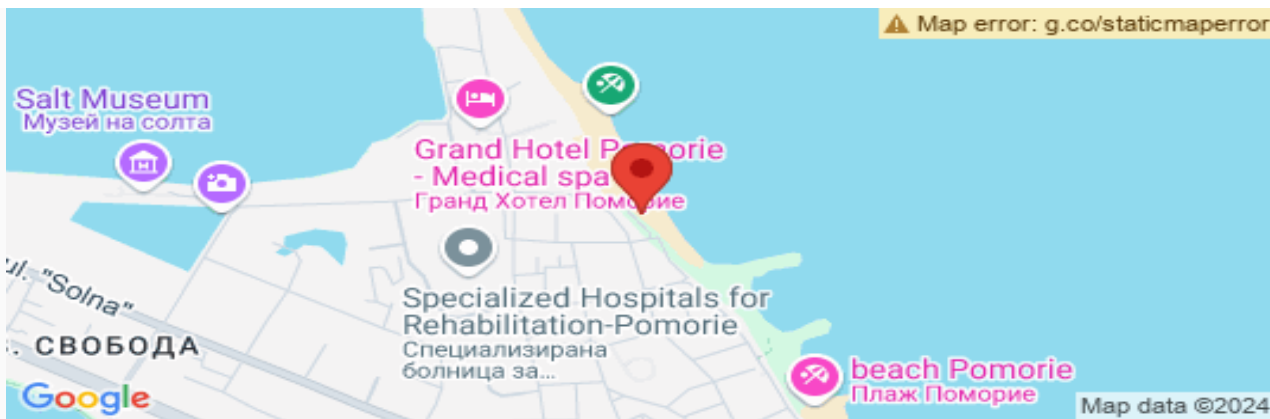 Map error: g.co/staticmaperror
Salt Museum
Музей на солта
Grand Hotel Pomorie
- Medical spa
Гранд Хотел Поморие
ul. "Solna"
Specialized Hospitals for
Rehabilitation-Pomorie
Специализирана
болница за...
. СВОБОДА
beach Pomorie
Плаж Поморие
Google
Map data ©2024